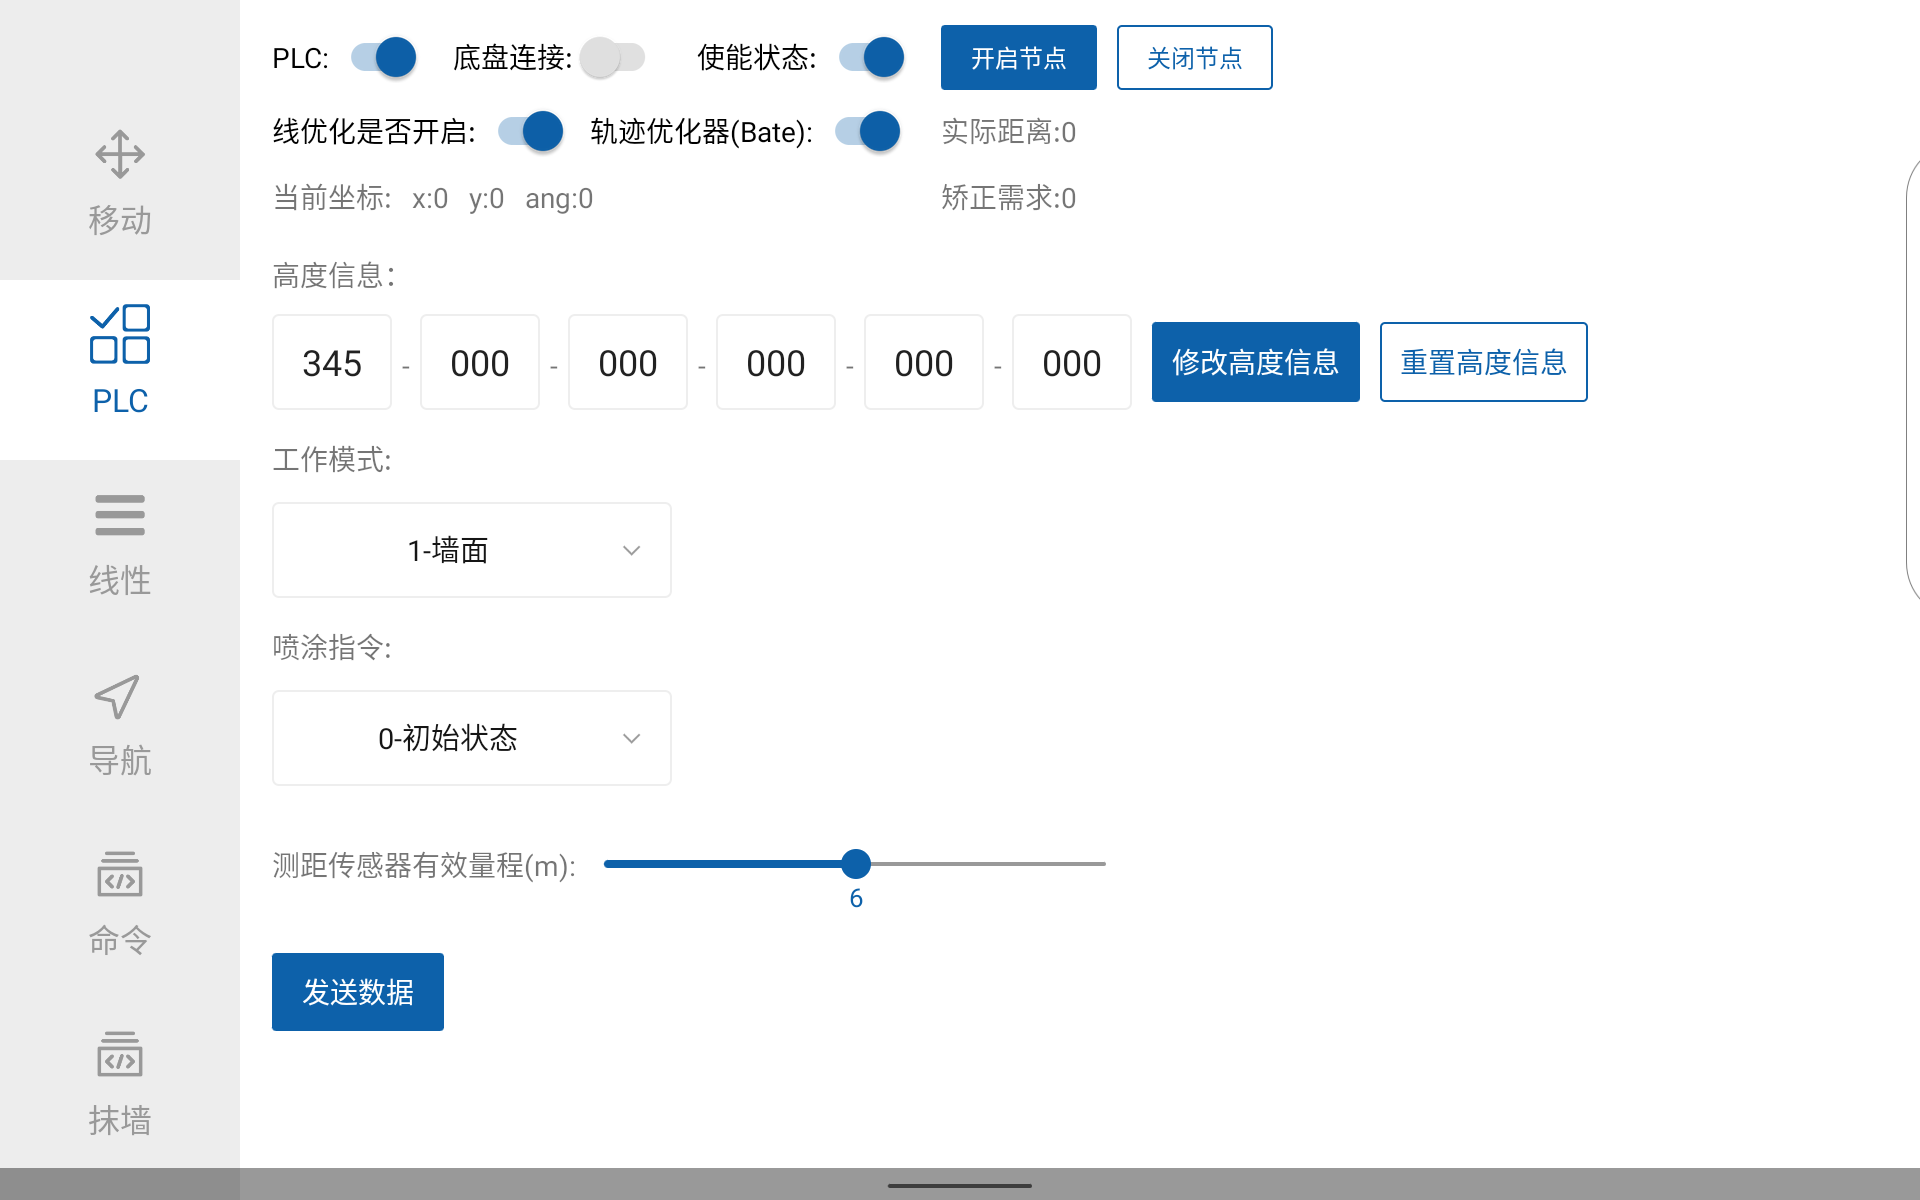 PLC: 底盘连接: 使能状态: 开启节点 关闭节点
线优化是否开启: 轨迹优化器(Bate): 实际距离:0
当前坐标: x:0 y:0 ang:0 矫正需求:0
高度信息：
345 - 000 - 000 - 000 - 000 - 000 修改高度信息 重置高度信息
工作模式:
1-墙面
喷涂指令:
0-初始状态
测距传感器有效量程(m):
6
发送数据
移动
PLC
线性
导航
命令
抹墙